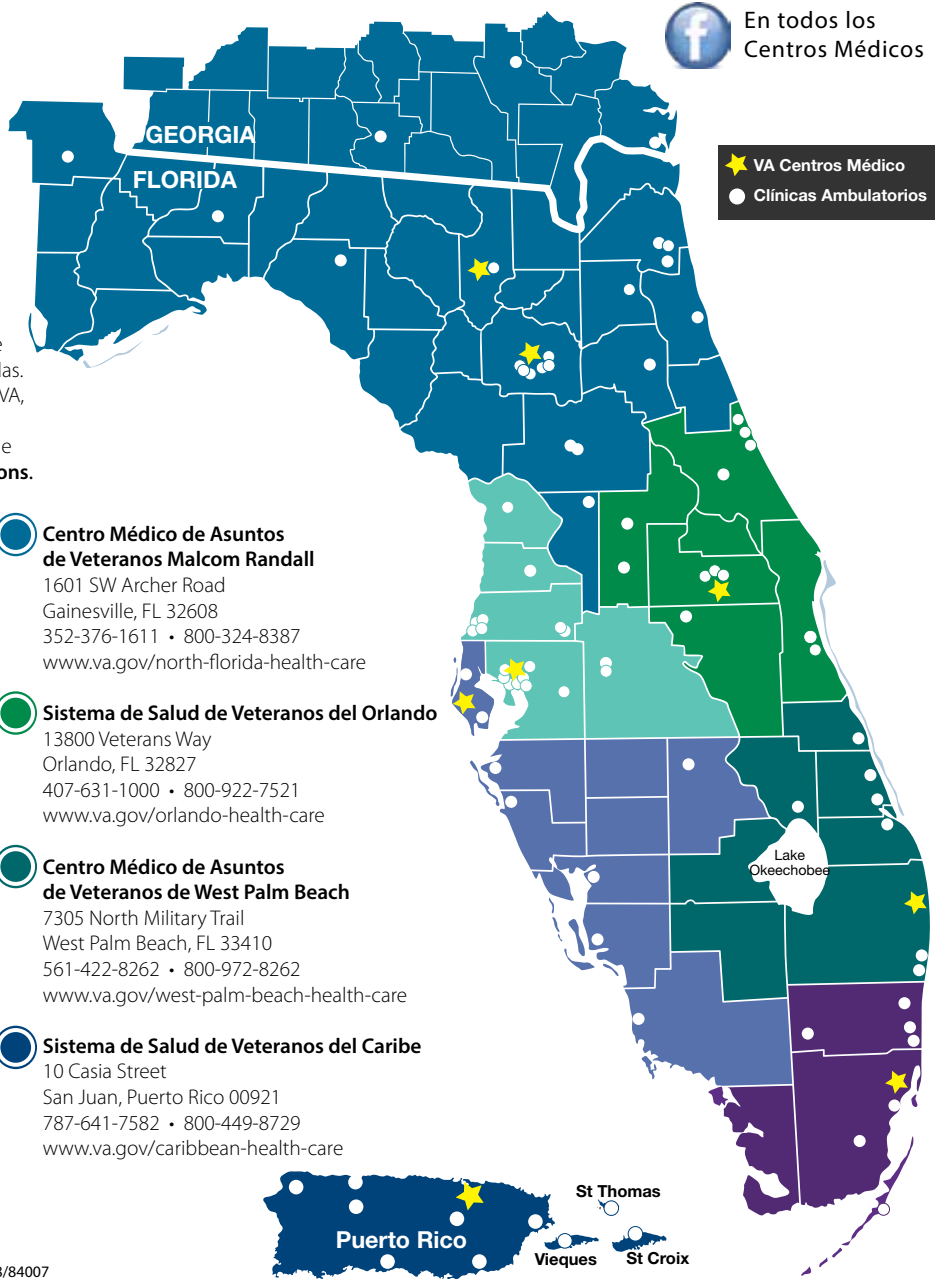 En todos los
Centros Médicos
GEORGIA
FLORIDA
VA Centros Médico
Clínicas Ambulatorios
VA,
ons.
Centro Médico de Asuntos
de Veteranos Malcom Randall
1601 SW Archer Road
Gainesville, FL 32608
352-376-1611 • 800-324-8387
www.va.gov/north-florida-health-care
Sistema de Salud de Veteranos del Orlando
13800 Veterans Way
Orlando, FL 32827
407-631-1000 • 800-922-7521
www.va.gov/orlando-health-care
Centro Médico de Asuntos
de Veteranos de West Palm Beach
7305 North Military Trail
West Palm Beach, FL 33410
561-422-8262 • 800-972-8262
www.va.gov/west-palm-beach-health-care
Lake
Okeechobee
Sistema de Salud de Veteranos del Caribe
10 Casia Street
San Juan, Puerto Rico 00921
787-641-7582 • 800-449-8729
www.va.gov/caribbean-health-care
St Thomas
Puerto Rico
Vieques
St Croix
/84007